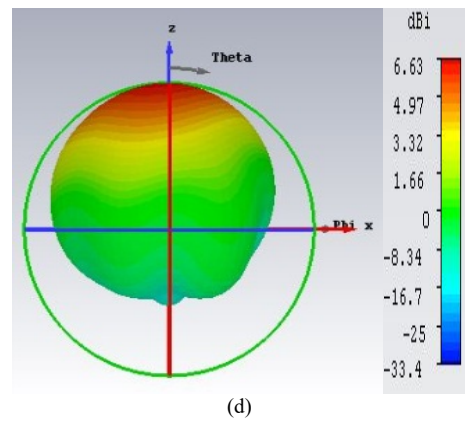 z
Theta
Phi x
dBi
6.63
4.97
3.32
1.66
0
-8.34
-16.7
-25
-33.4
(d)